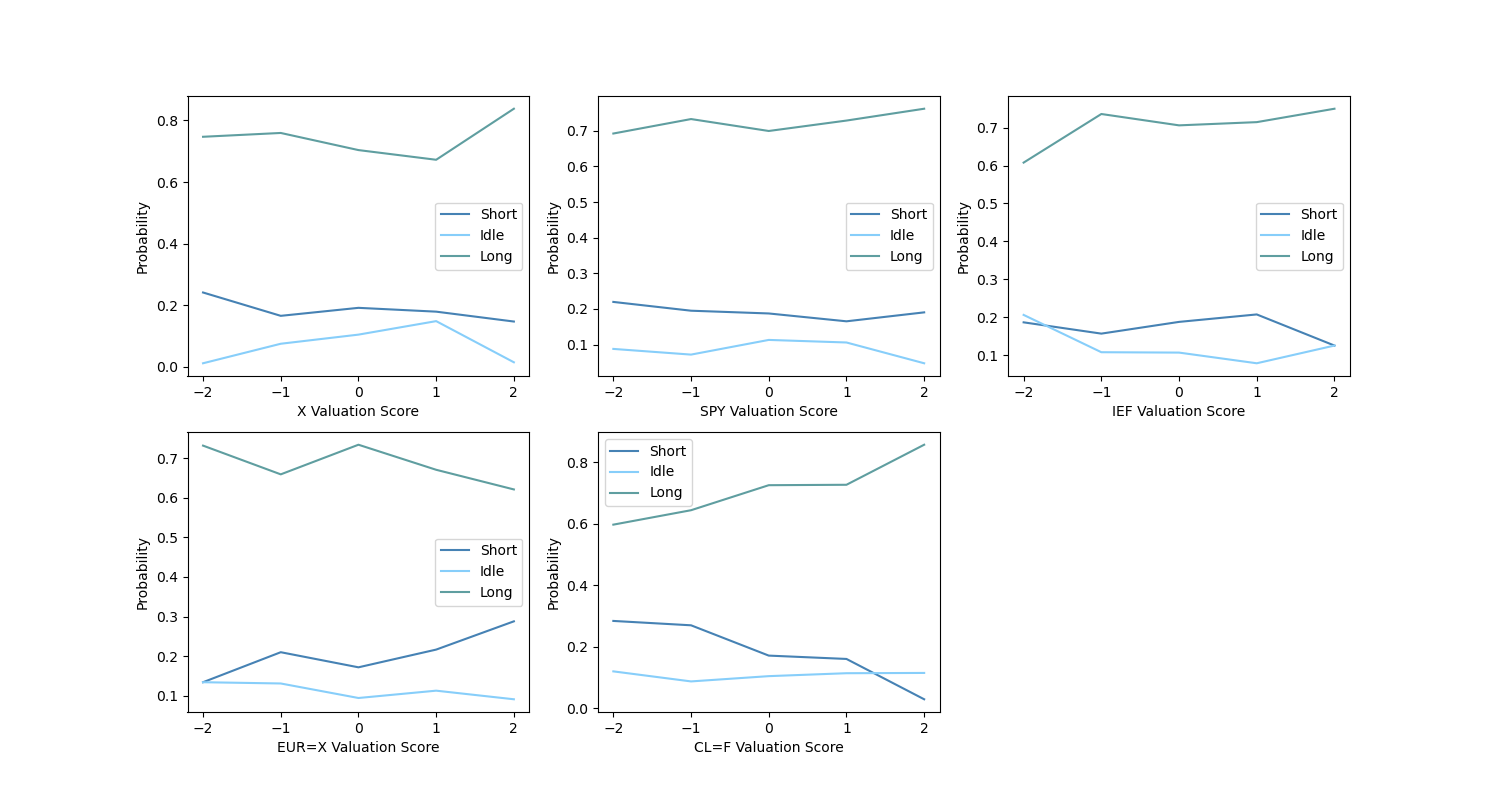 0.8
0.6
0.4
0.2
0.0
Probability
−2 −1 0 1 2
X Valuation Score
Short
Idle
Long
0.7
0.6
0.5
0.4
0.3
0.2
0.1
Probability
−2 −1 0 1 2
SPY Valuation Score
Short
Idle
Long
0.7
0.6
0.5
0.4
0.3
0.2
0.1
Probability
−2 −1 0 1 2
IEF Valuation Score
Short
Idle
Long
0.7
0.6
0.5
0.4
0.3
0.2
0.1
Probability
−2 −1 0 1 2
EUR=X Valuation Score
Short
Idle
Long
0.8
0.6
0.4
0.2
0.0
Probability
−2 −1 0 1 2
CL=F Valuation Score
Short
Idle
Long